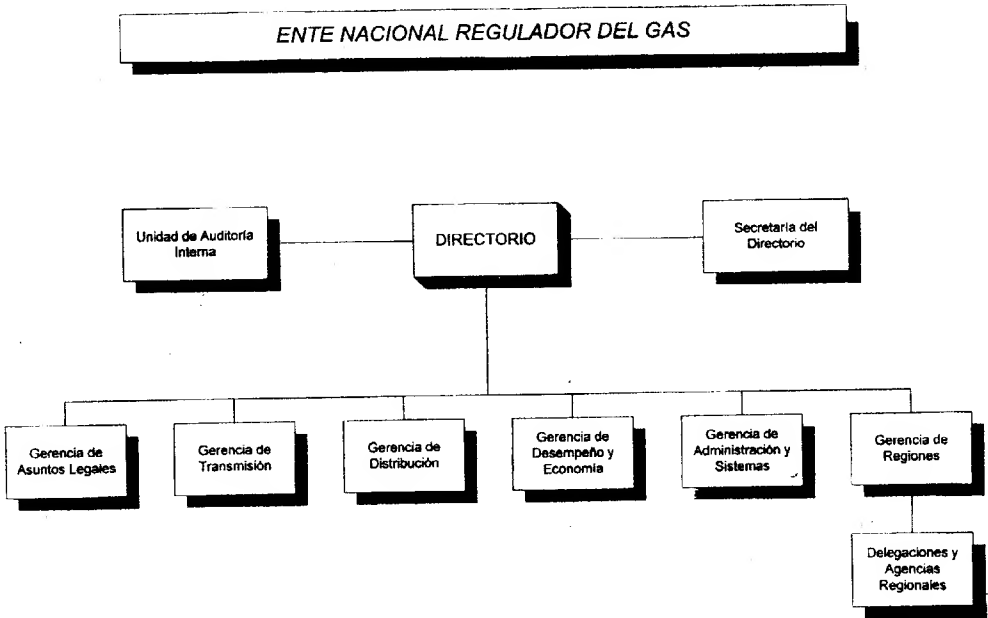 ENTE NACIONAL REGULADOR DEL GAS
Unidad de Auditoría
Interna
DIRECTORIO
Secretaría del
Directorio
Gerencia de
Asuntos Legales
Gerencia de
Transmisión
Gerencia de
Distribución
Gerencia de
Desempeño y
Economía
Gerencia de
Administración y
Sistemas
Gerencia de
Regiones
Delegaciones y
Agencias
Regionales